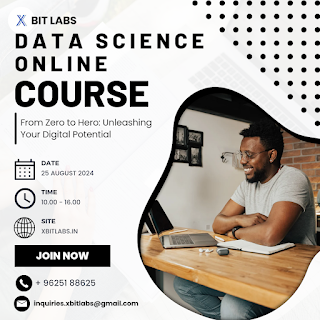 X BIT LABS
DATA SCIENCE
ONLINE
COURSE
From Zero to Hero: Unleashing
Your Digital Potential
DATE
25 AUGUST 2024
TIME
10.00 - 16.00
SITE
XBITLABS.IN
JOIN NOW
+ 96251 88625
inquiries.xbitlabs@gmail.com